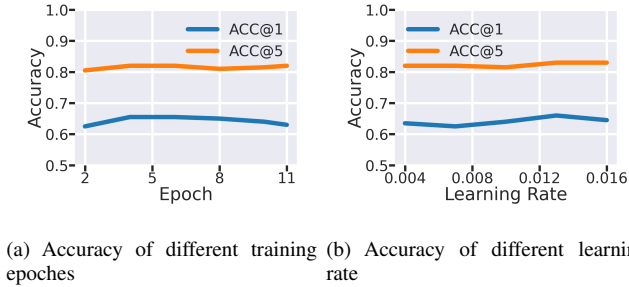 1.0
0.9
0.8
0.7
0.6
0.5
Accuracy
ACC@1
ACC@5
2 5 8 11
Epoch
1.0
0.9
0.8
0.7
0.6
0.5
Accuracy
ACC@1
ACC@5
0.004 0.008 0.012 0.016
Learning Rate
(a) Accuracy of different training
epoches
(b) Accuracy of different learni
rate